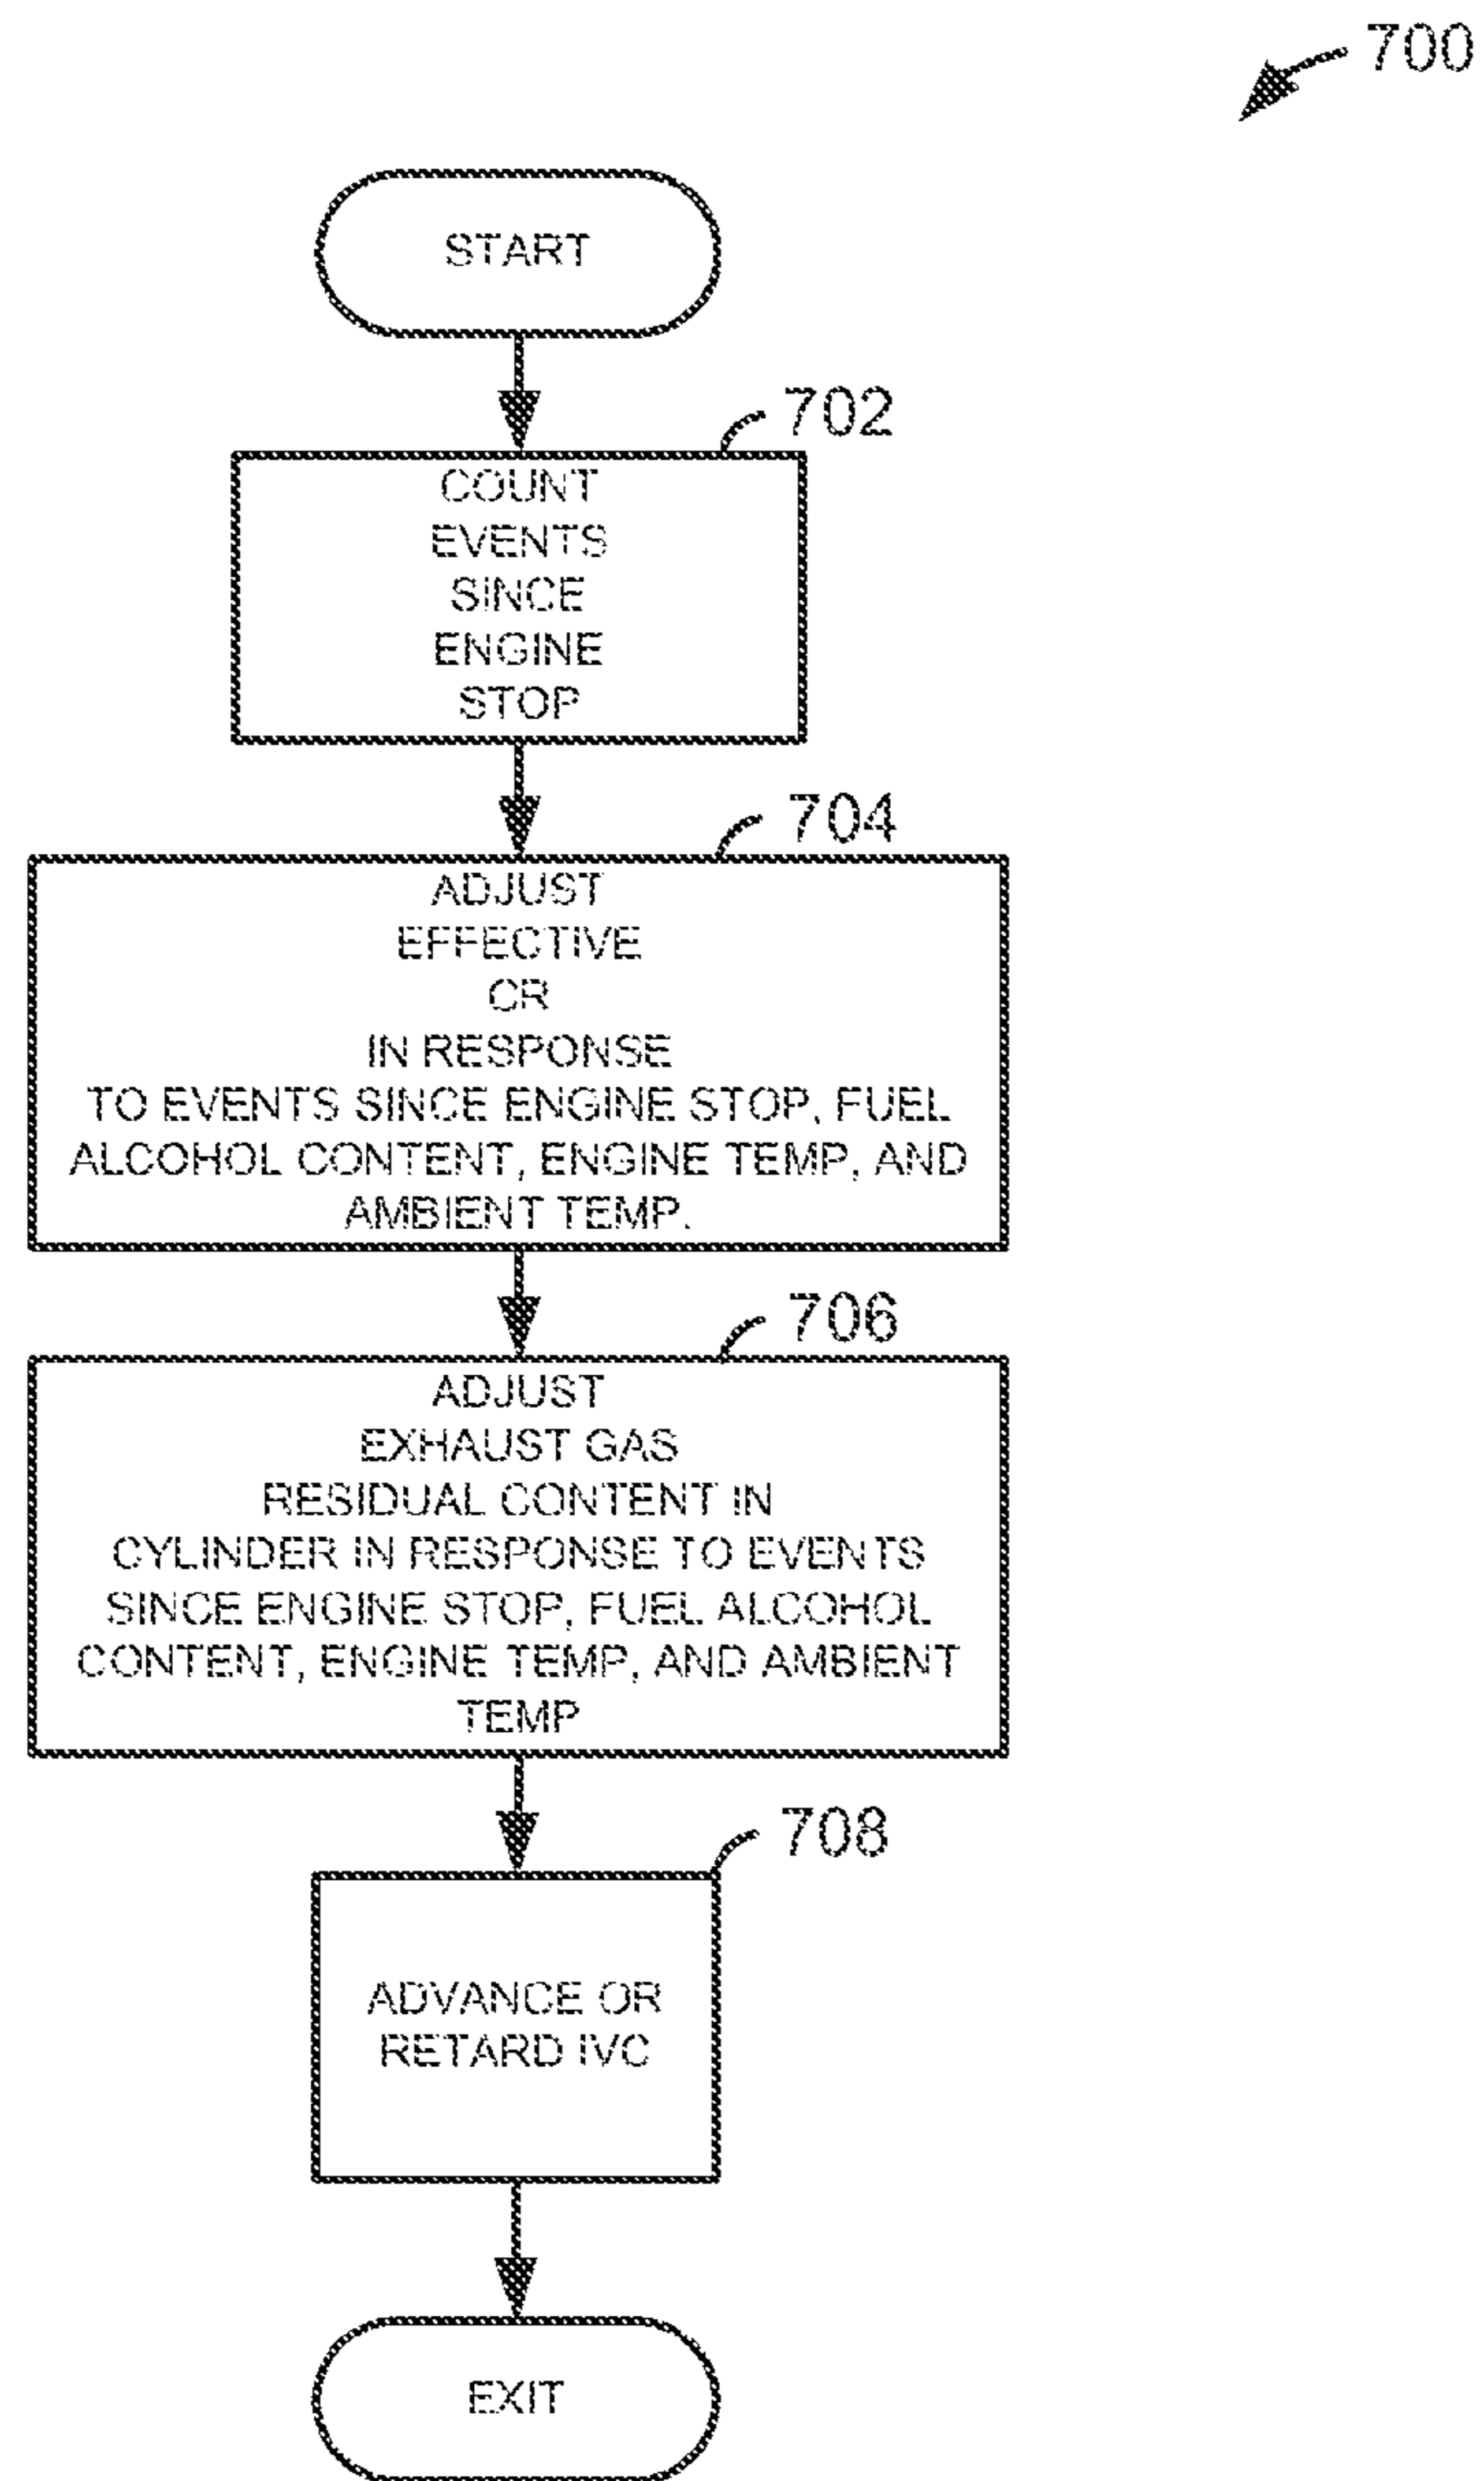 700
START
702
COUNT
EVENTS
SINCE
ENGINE
STOP
704
ADJUST
EFFECTIVE
CR
IN RESPONSE
TO EVENTS SINCE ENGINE STOP, FUEL
ALCOHOL CONTENT, ENGINE TEMP, AND
AMBIENT TEMP.
706
ADJUST
EXHAUST GAS
RESIDUAL CONTENT IN
CYLINDER IN RESPONSE TO EVENTS
SINCE ENGINE STOP, FUEL ALCOHOL
CONTENT, ENGINE TEMP, AND AMBIENT
TEMP
708
ADVANCE OR
RETARD IVC
EXIT